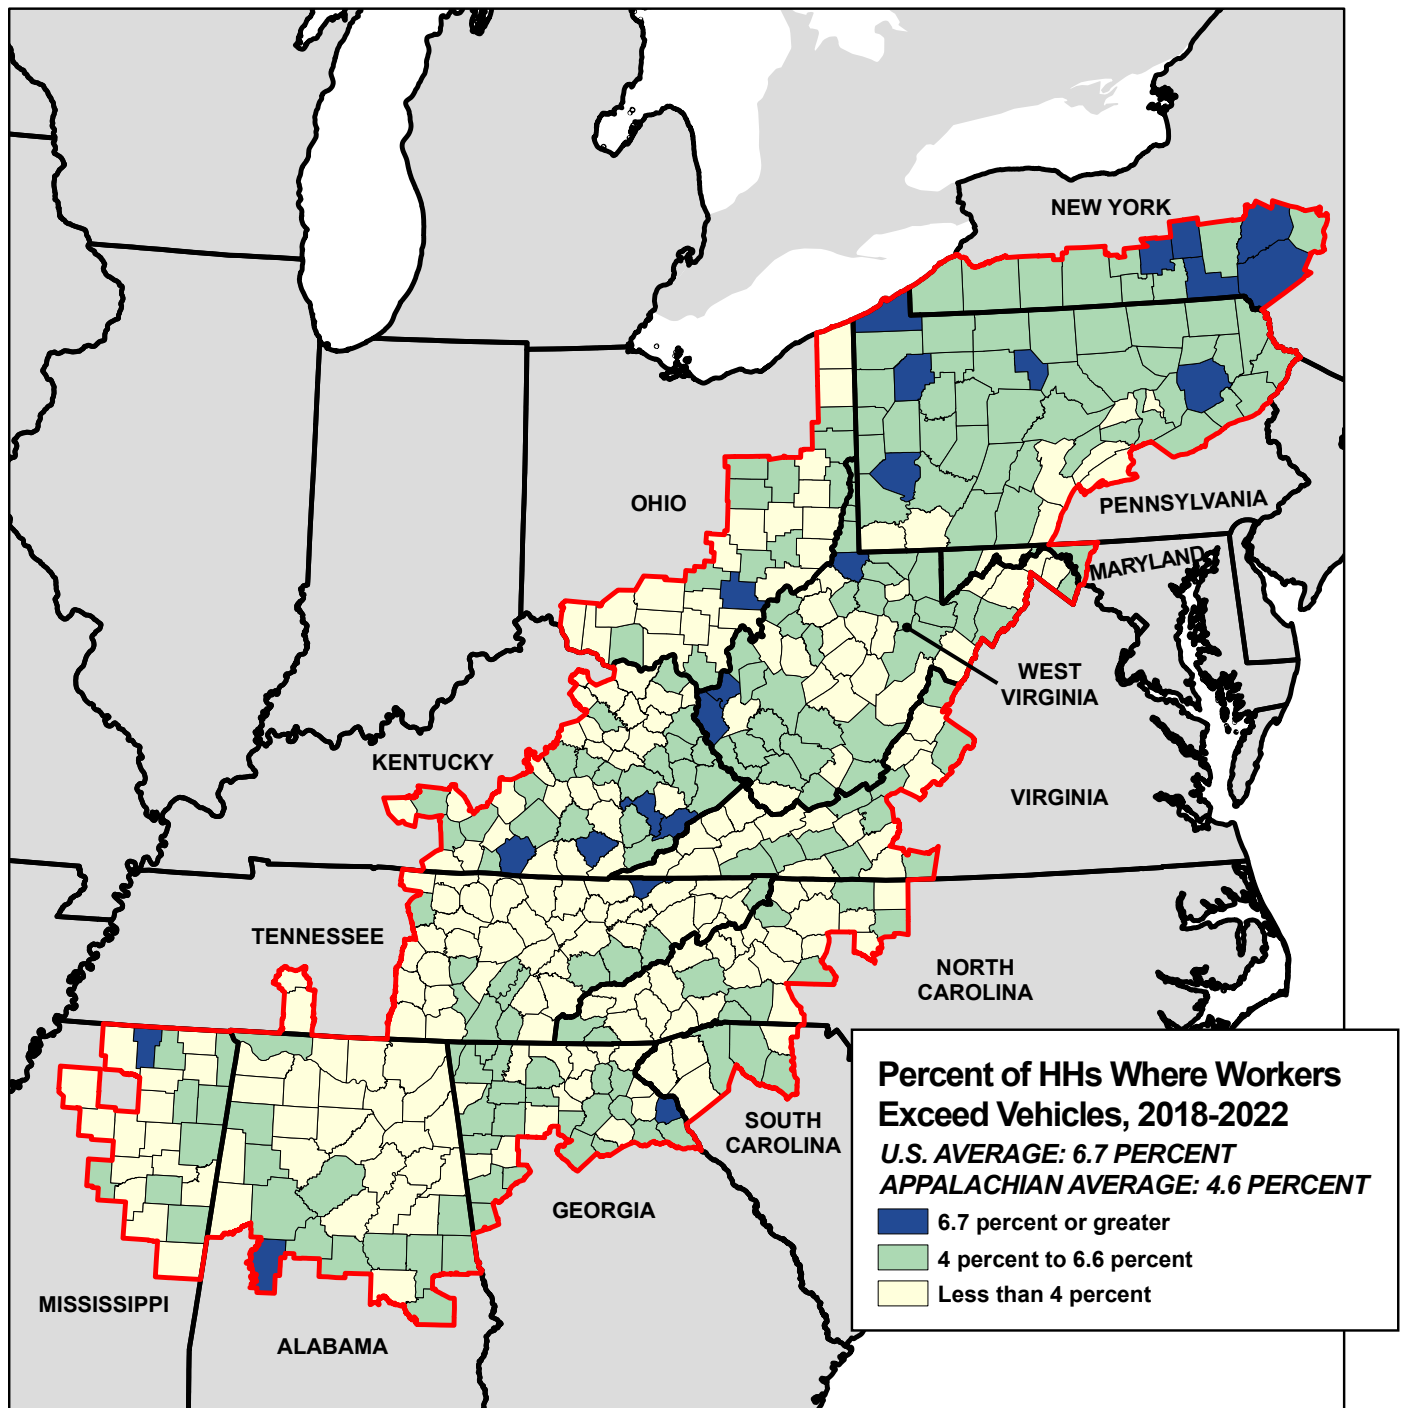 NEW YORK
OHIO
PENNSYLVANIA
MARYLAND
WEST
VIRGINIA
KENTUCKY
VIRGINIA
TENNESSEE
NORTH
CAROLINA
SOUTH
CAROLINA
GEORGIA
MISSISSIPPI
ALABAMA
Percent of HHs Where Workers
Exceed Vehicles, 2018-2022
U.S. AVERAGE: 6.7 PERCENT
APPALACHIAN AVERAGE: 4.6 PERCENT
6.7 percent or greater
4 percent to 6.6 percent
Less than 4 percent